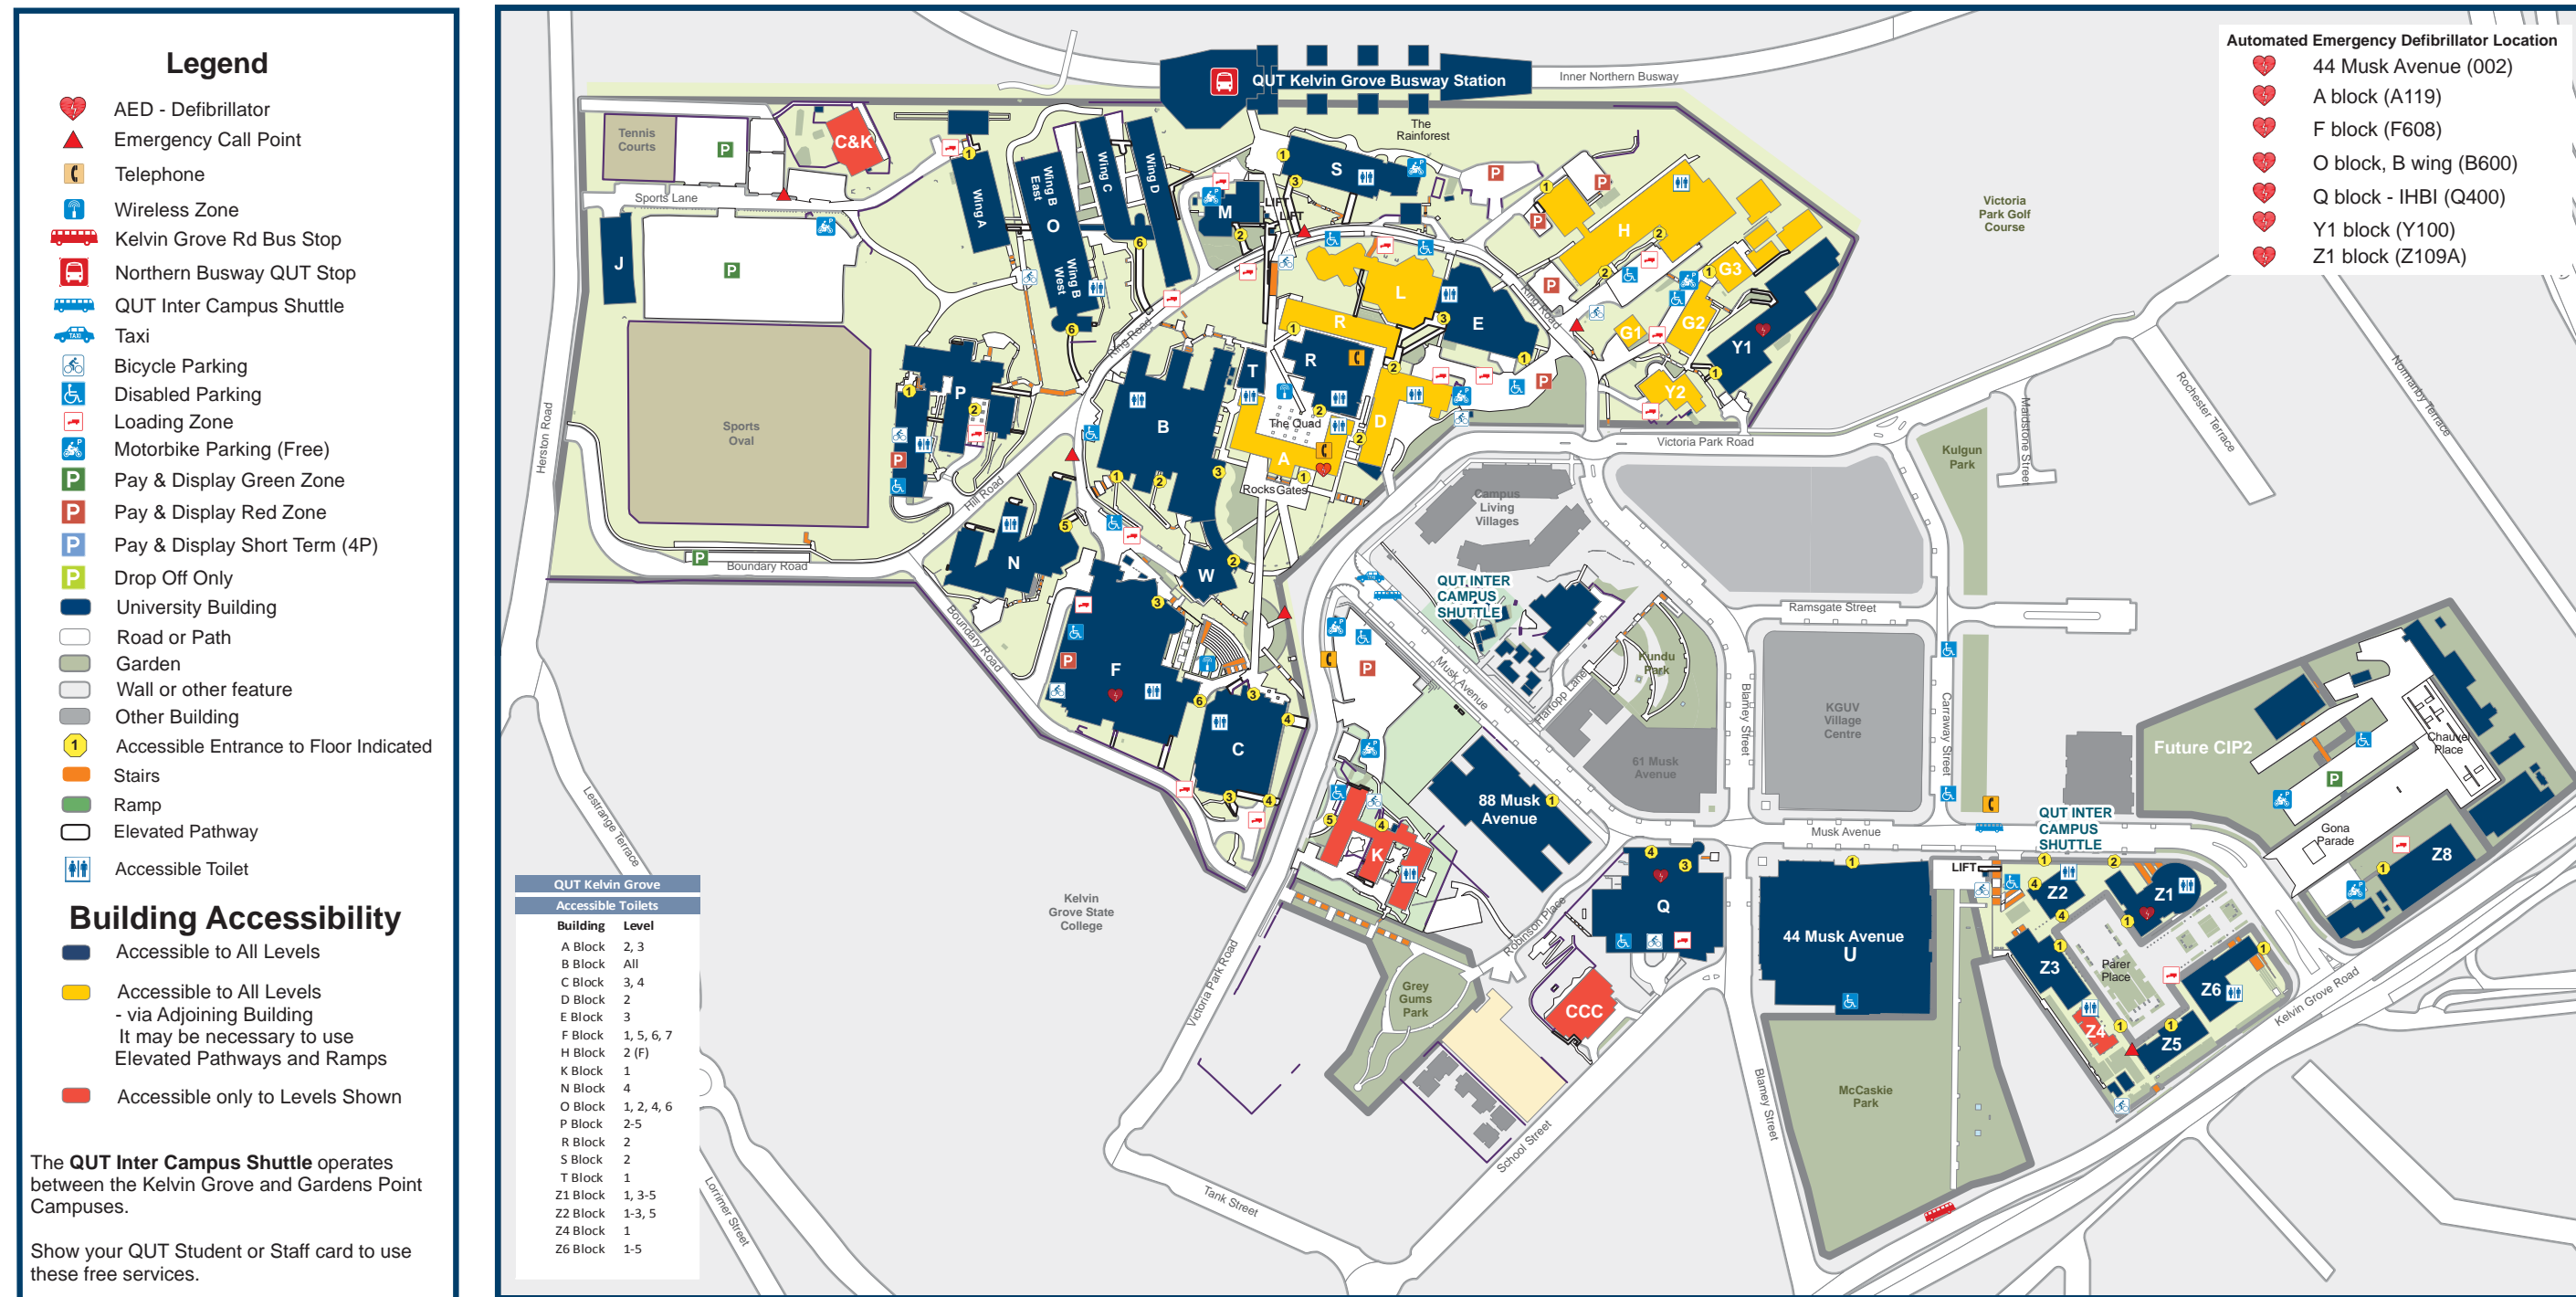 Legend
AED - Defibrillator
Emergency Call Point
Telephone
Wireless Zone
Kelvin Grove Rd Bus Stop
Northern Busway QUT Stop
QUT Inter Campus Shuttle
TAXI
Taxi
Bicycle Parking
Disabled Parking
Loading Zone
Motorbike Parking (Free)
P Pay & Display Green Zone
P Pay & Display Red Zone
P Pay & Display Short Term (4P)
P Drop Off Only
University Building
Road or Path
Garden
Wall or other feature
Other Building
1 Accessible Entrance to Floor Indicated
Stairs
Ramp
Elevated Pathway
Accessible Toilet
Building Accessibility
Accessible to All Levels
Accessible to All Levels
- via Adjoining Building
It may be necessary to use
Elevated Pathways and Ramps
Accessible only to Levels Shown
The QUT Inter Campus Shuttle operates
between the Kelvin Grove and Gardens Point
Campuses.
Show your QUT Student or Staff card to use
these free services.
Automated Emergency Defibrillator Location
44 Musk Avenue (002)
A block (A119)
F block (F608)
O block, B wing (B600)
Q block - IHBI (Q400)
Y1 block (Y100)
Z1 block (Z109A)
QUT Kelvin Grove Busway Station
Inner Northern Busway
The
Rainforest
Tennis
Courts
C&K
Sports Lane
J
Wing A
Wing B
East
O
Wing B
West
Wing C
Wing D
M
S
LIFT
LIFT
H
Victoria
Park Golf
Course
L
E
R
R
T
G1
G2
G3
Y1
Y2
Ring Road
Ring Road
P
B
The Quad
A
D
Rocks Gates
Sports
Oval
Herston Road
Hill Road
N
W
Boundary Road
Boundary Road
F
C
Victoria Park Road
Maidstone Street
Rochester Terrace
Normanby Terrace
Kulgun
Park
Campus
Living
Villages
QUT INTER
CAMPUS
SHUTTLE
Ramsgate Street
Musk Avenue
Hartopp Lane
Kundu
Park
Blamey Street
KGUV
Village
Centre
Carraway Street
61 Musk
Avenue
88 Musk
Avenue
K
Future CIP2
Chauvel
Place
Gona
Parade
Z8
Musk Avenue
QUT INTER
CAMPUS
SHUTTLE
LIFT
Q
44 Musk Avenue
U
Z2
Z1
Z3
Parer
Place
Z6
Z4
Z5
Robinson Place
CCC
Grey
Gums
Park
McCaskie
Park
Kelvin Grove Road
Kelvin
Grove State
College
Victoria Park Road
Lestrange Terrace
Lorrimer Street
Tank Street
School Street
Blamey Street
QUT Kelvin Grove
Accessible Toilets
Building Level
A Block 2, 3
B Block All
C Block 3, 4
D Block 2
E Block 3
F Block 1, 5, 6, 7
H Block 2 (F)
K Block 1
N Block 4
O Block 1, 2, 4, 6
P Block 2-5
R Block 2
S Block 2
T Block 1
Z1 Block 1, 3-5
Z2 Block 1-3, 5
Z4 Block 1
Z6 Block 1-5